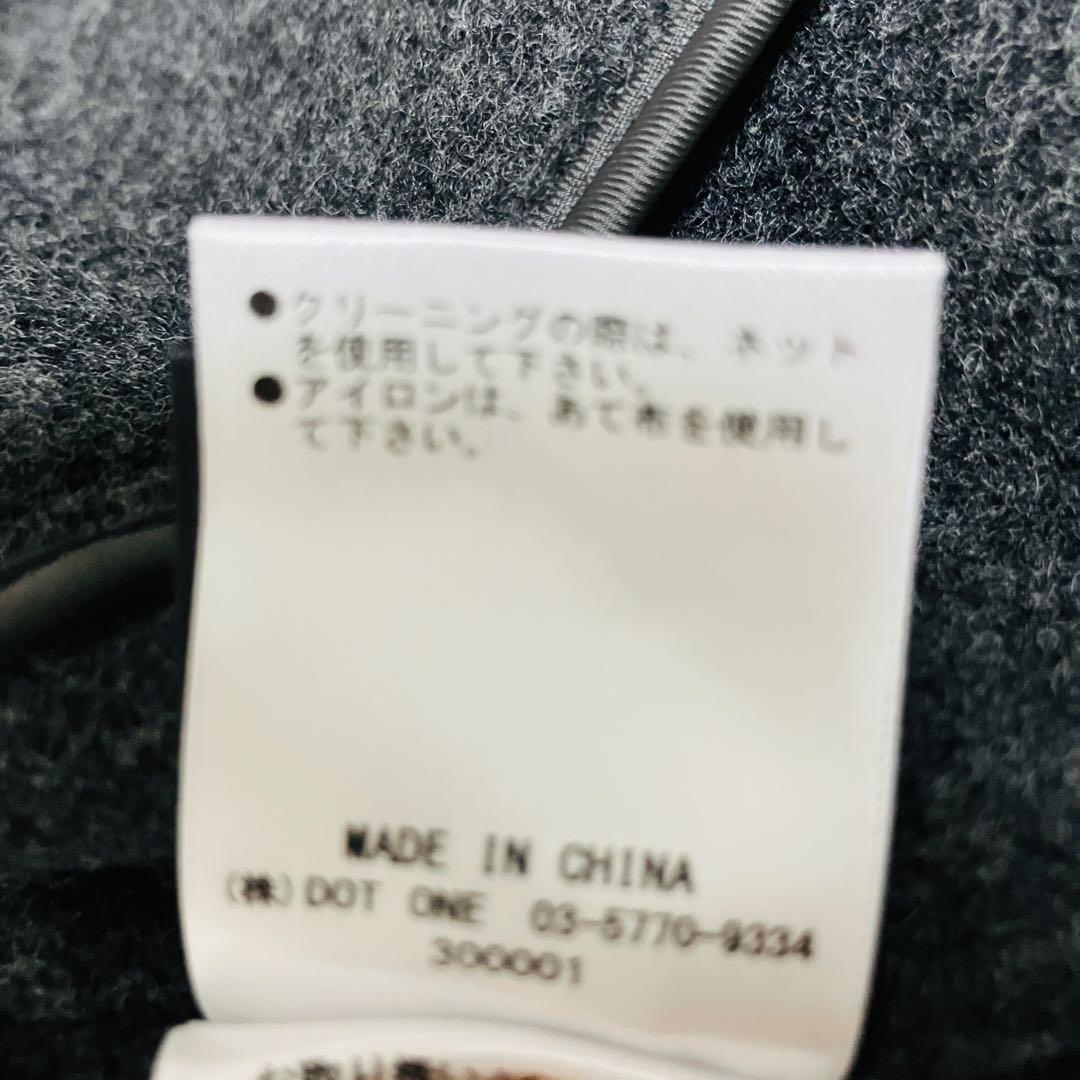 ●クリーニングの際は、ネット
を使用して下さい。
●アイロンは、あて布を使用し
て下さい。
MADE IN CHINA
(株)DOT ONE 03-5770-9334
300001